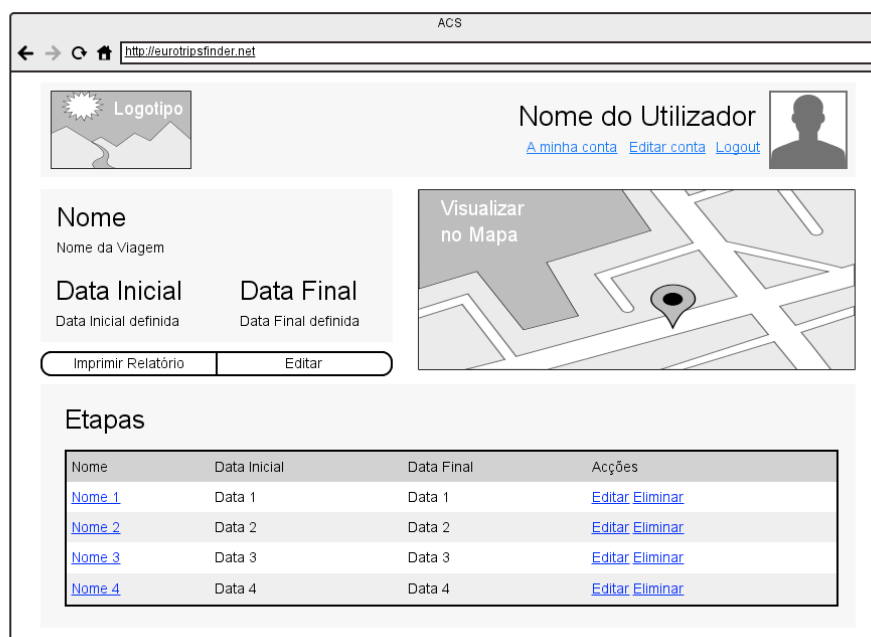 ACS
http://eurotripsfinder.net
Logotipo
Nome do Utilizador
A minha conta Editar conta Logout
Nome
Nome da Viagem
Data Inicial Data Final
Data Inicial definida Data Final definida
Imprimir Relatório Editar
Visualizar
no Mapa
Etapas
Nome Data Inicial Data Final Acções
Nome 1 Data 1 Data 1 Editar Eliminar
Nome 2 Data 2 Data 2 Editar Eliminar
Nome 3 Data 3 Data 3 Editar Eliminar
Nome 4 Data 4 Data 4 Editar Eliminar